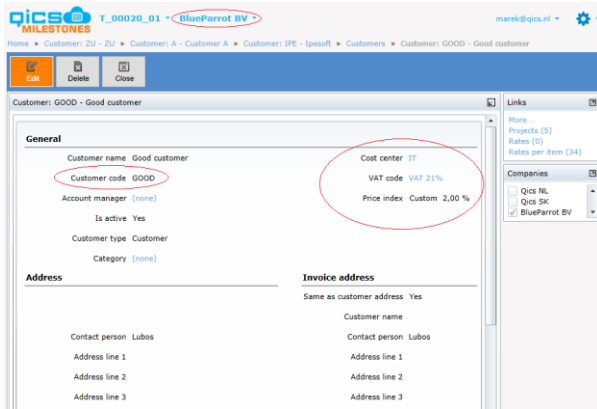 QICS MILESTONES T_00020_01 BlueParrot BV marek@qics.nl
Home » Customer: ZU - ZU » Customer: A - Customer A » Customer: IPE - Ipesoft » Customers » Customer: GOOD - Good customer
Edit Delete Close
Customer: GOOD - Good customer
General
Customer name Good customer
Customer code GOOD
Account manager (none)
Is active Yes
Customer type Customer
Category (none)
Cost center IT
VAT code VAT 21%
Price index Custom 2,00 %
Address
Contact person Lubos
Address line 1
Address line 2
Address line 3
Invoice address
Same as customer address Yes
Customer name
Contact person Lubos
Address line 1
Address line 2
Address line 3
Links
More...
Projects (5)
Rates (0)
Rates per item (34)
Companies
Qics NL
Qics SK
BlueParrot BV